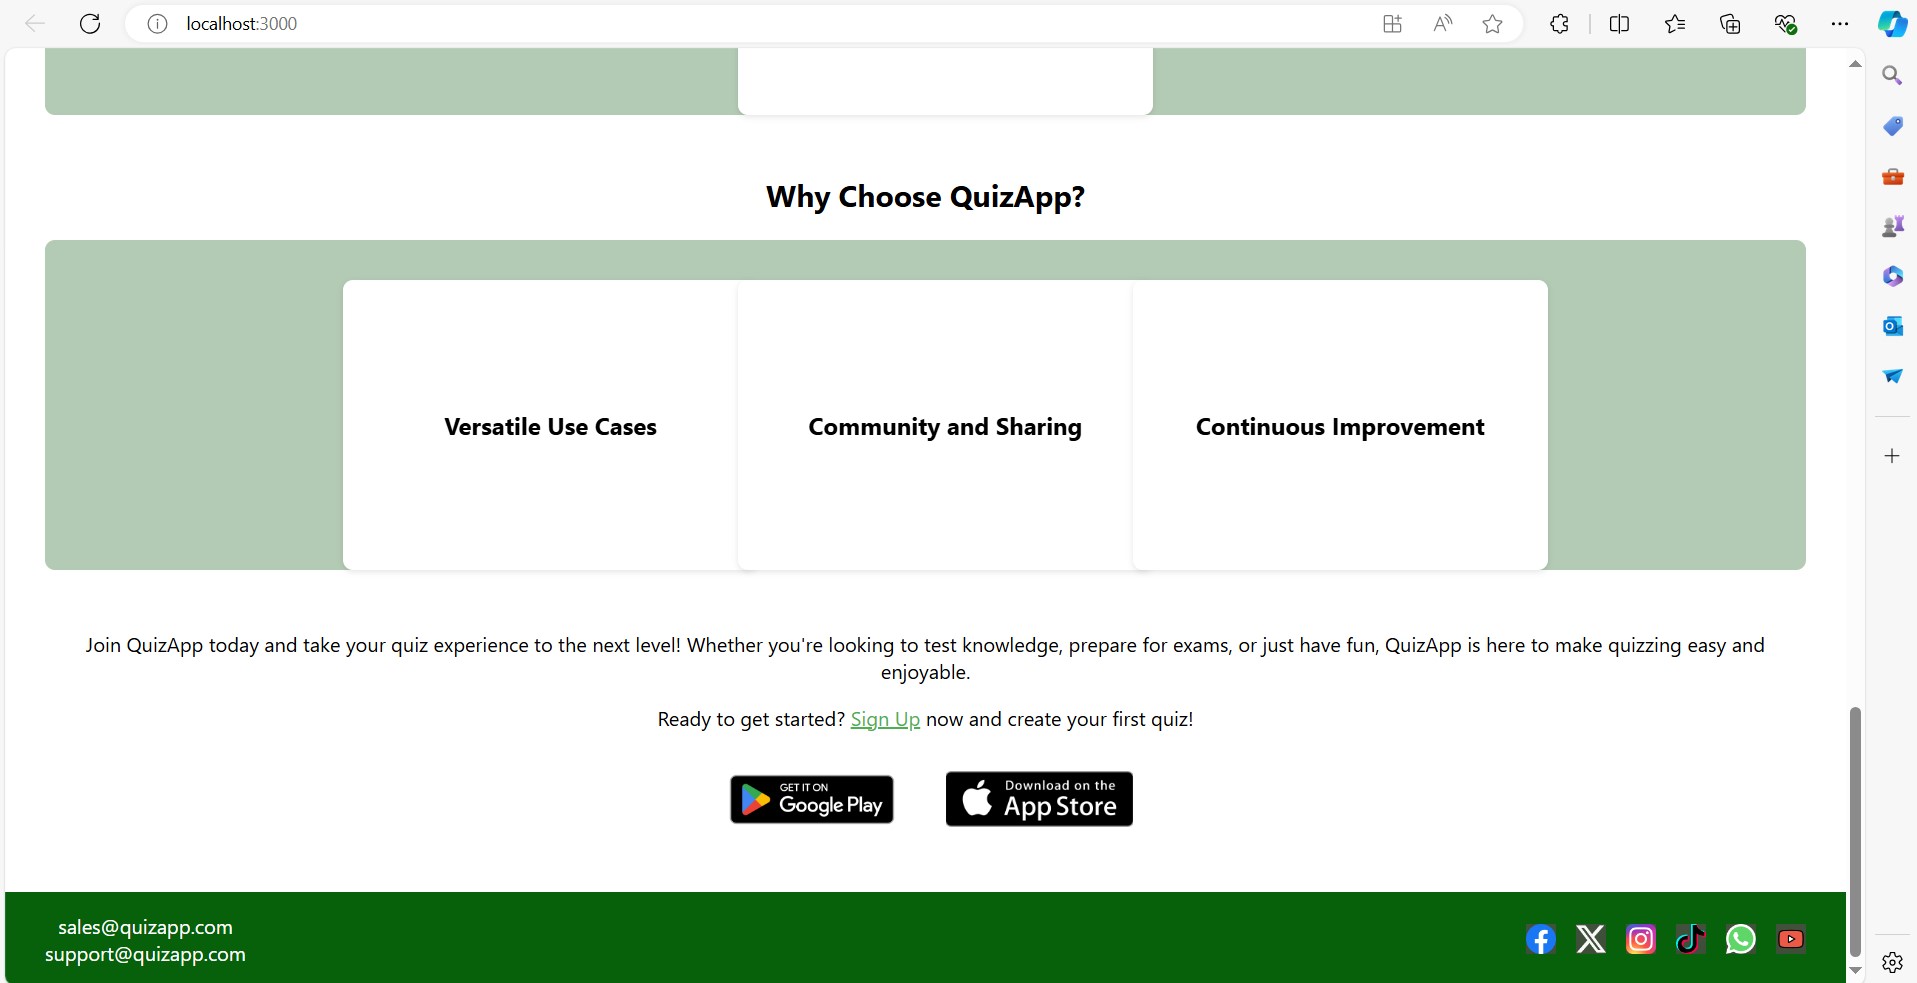 localhost:3000
Why Choose QuizApp?
Versatile Use Cases
Community and Sharing
Continuous Improvement
Join QuizApp today and take your quiz experience to the next level! Whether you're looking to test knowledge, prepare for exams, or just have fun, QuizApp is here to make quizzing easy and
enjoyable.
Ready to get started? Sign Up now and create your first quiz!
GET IT ON
Google Play
Download on the
App Store
sales@quizapp.com
support@quizapp.com